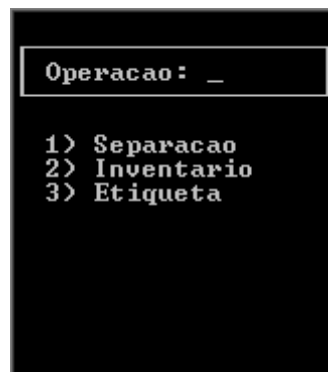 Operacao: _
1) Separacao
2) Inventario
3) Etiqueta